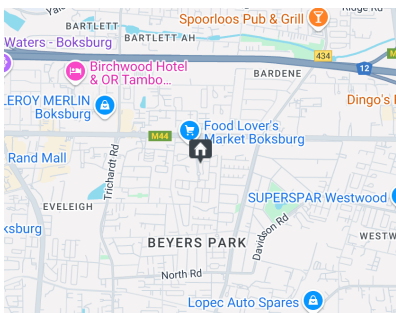 Ridge Rd
Spoorloos Pub & Grill
BARTLETT
BARTLETT AH
Waters - Boksburg
434
12
Birchwood Hotel
& OR Tambo...
BARDENE
LEROY MERLIN
Boksburg
Dingo's
M44
Food Lover's
Market Boksburg
Rand Mall
Trichardt Rd
SUPERSPAR Westwood
EVELEIGH
Davidson Rd
ksburg
WESTW
BEYERS PARK
North Rd
Lopec Auto Spares